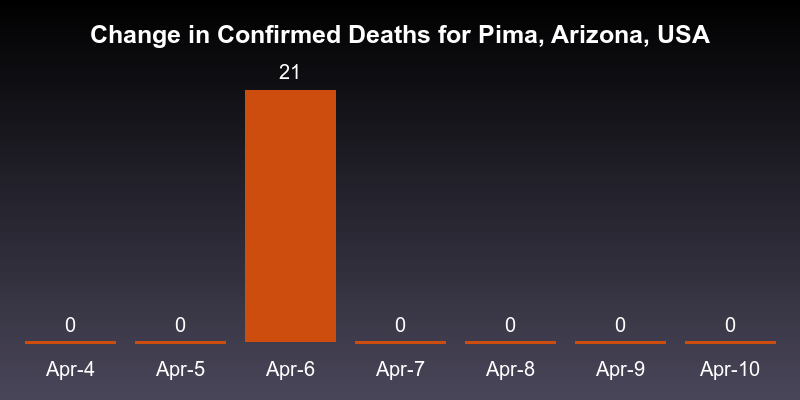 Change in Confirmed Deaths for Pima, Arizona, USA
21
0 0 0 0 0 0
Apr-4 Apr-5 Apr-6 Apr-7 Apr-8 Apr-9 Apr-10